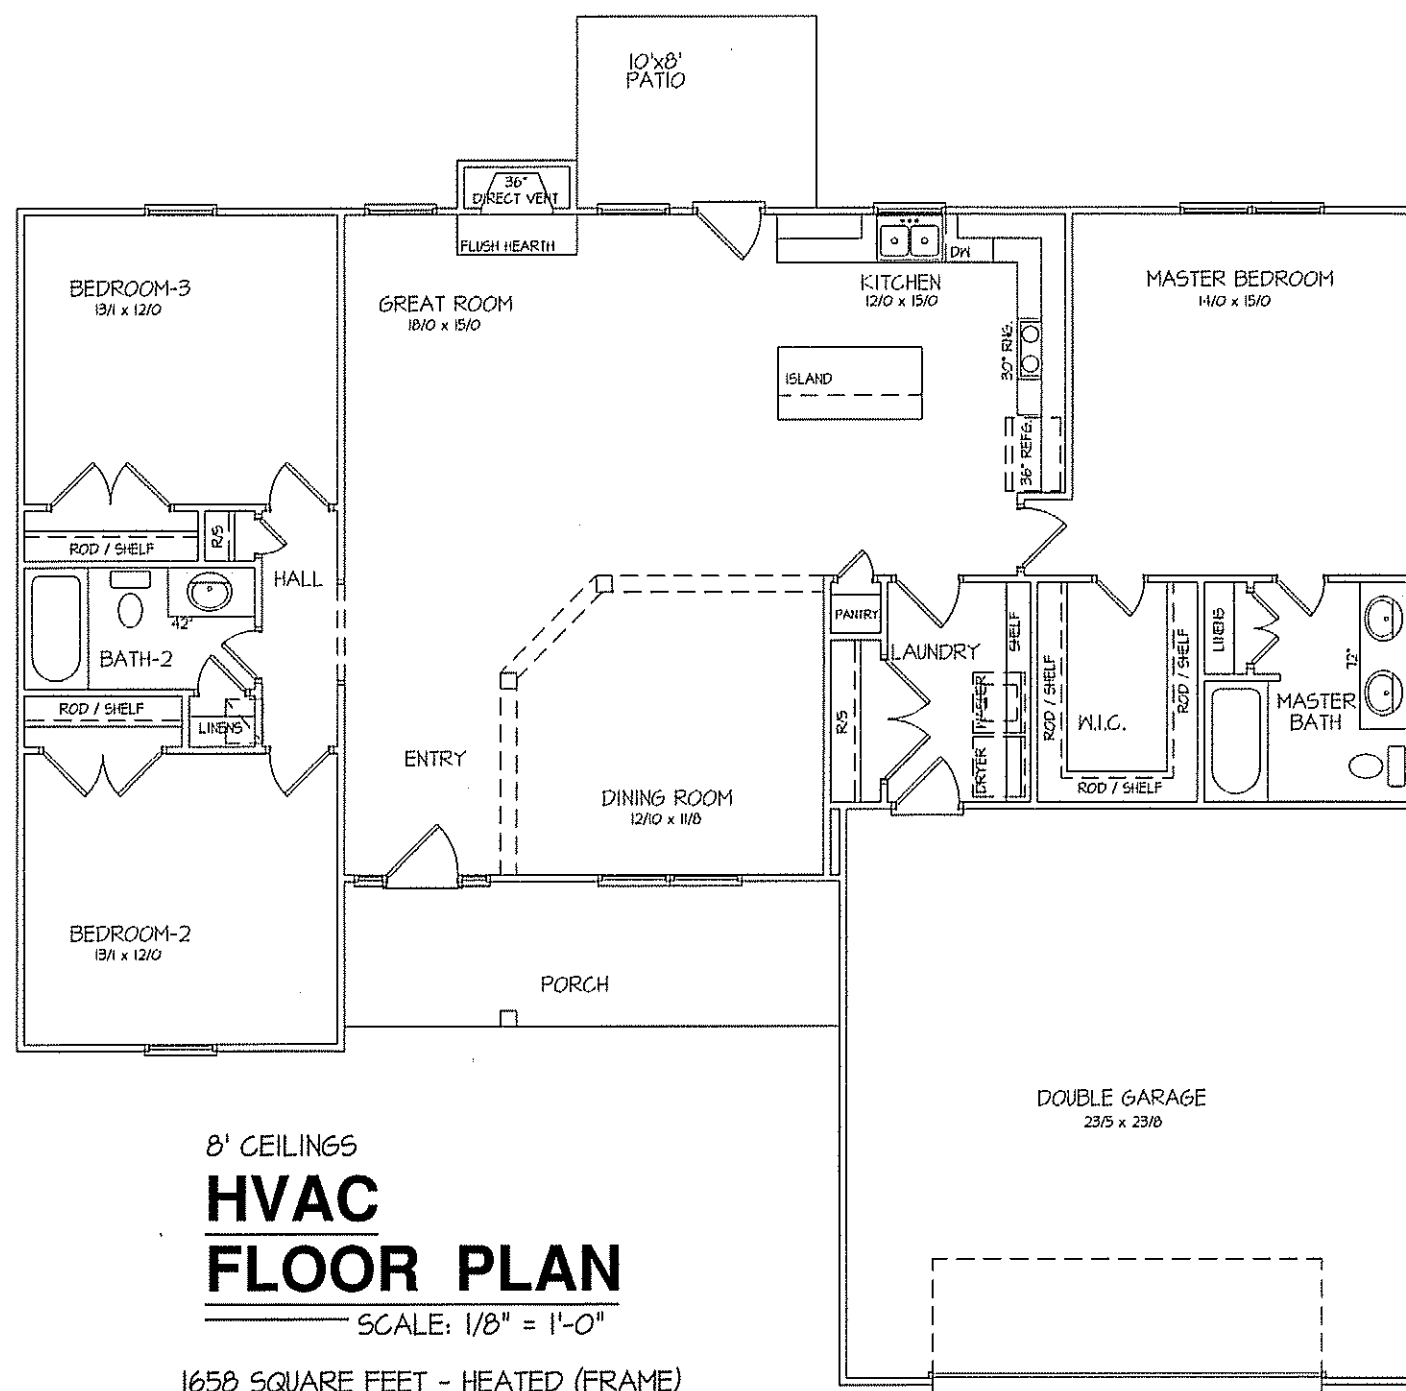 10'x8'
PATIO
36"
DIRECT VENT
FLUSH HEARTH
BEDROOM-3
13/1 x 12/0
GREAT ROOM
18/0 x 15/0
KITCHEN
12/0 x 15/0
DW
MASTER BEDROOM
14/0 x 15/0
30" RNG.
ISLAND
36" REFG.
ROD / SHELF
R/S
HALL
42"
BATH-2
PANTRY
LAUNDRY
SHELF
LINENS
ROD / SHELF
ROD / SHELF
72"
ROD / SHELF
LINENS
R/S
WASHER
W.I.C.
MASTER
BATH
ENTRY
DRYER
ROD / SHELF
DINING ROOM
12/10 x 11/8
BEDROOM-2
13/1 x 12/0
PORCH
DOUBLE GARAGE
23/5 x 23/8
8' CEILINGS
HVAC
FLOOR PLAN
SCALE: 1/8" = 1'-0"
1658 SQUARE FEET - HEATED (FRAME)